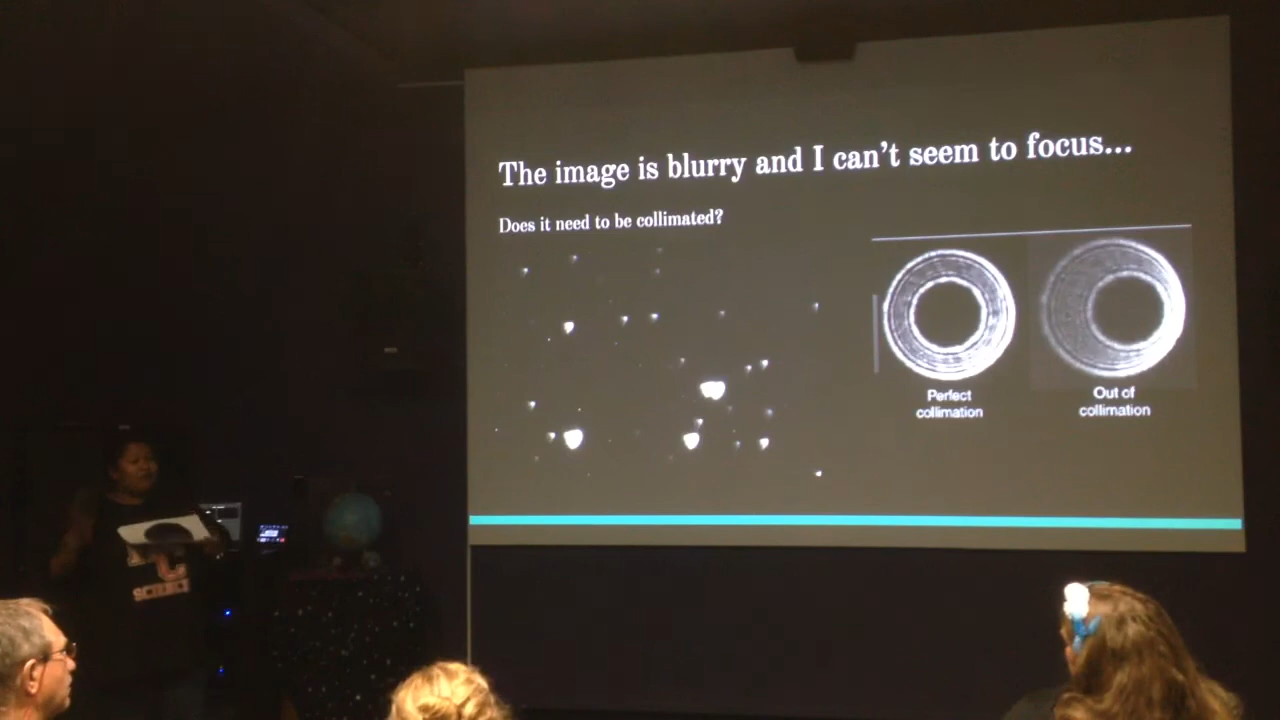 The image is blurry and I can’t seem to focus...
Does it need to be collimated?
Perfect
collimation
Out of
collimation
SCIENCE